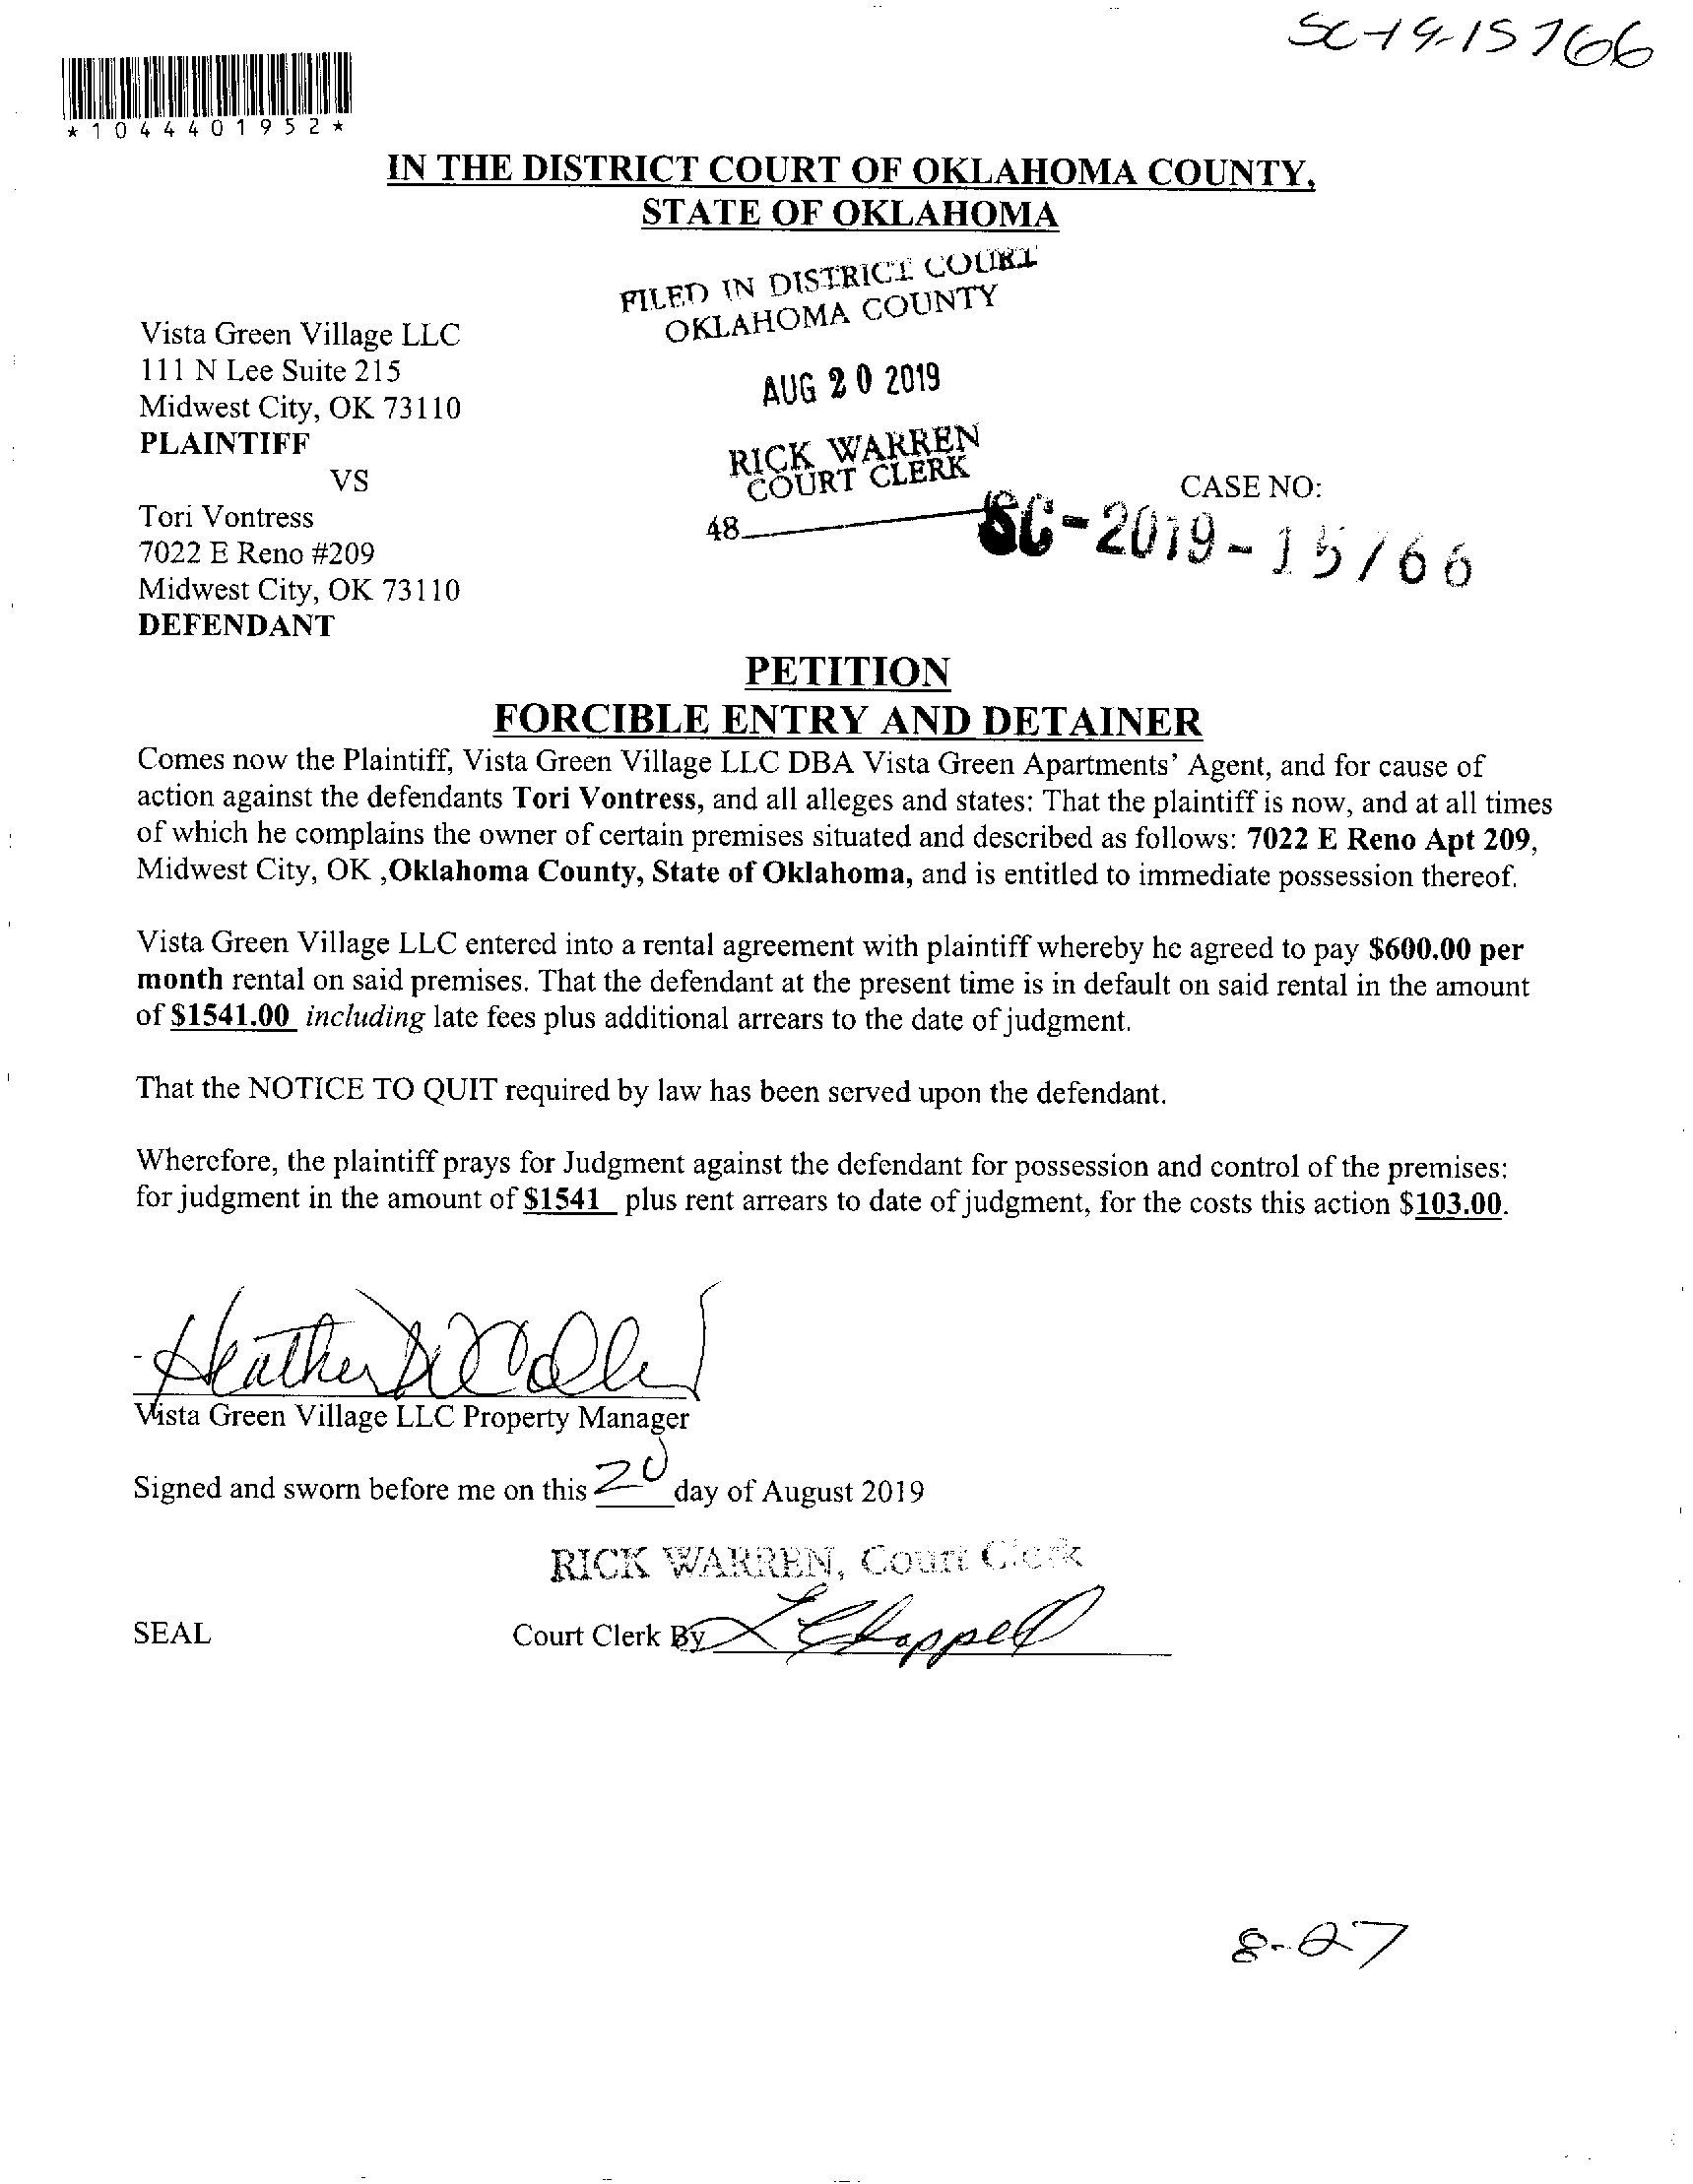 SC-19-15766
*1044401952*
IN THE DISTRICT COURT OF OKLAHOMA COUNTY,
STATE OF OKLAHOMA
FILED IN DISTRICT COURT
OKLAHOMA COUNTY
Vista Green Village LLC
111 N Lee Suite 215
Midwest City, OK 73110
PLAINTIFF
AUG 20 2019
RICK WARREN
COURT CLERK
VS
CASE NO:
Tori Vontress
48
SC-2019-15766
7022 E Reno #209
Midwest City, OK 73110
DEFENDANT
PETITION
FORCIBLE ENTRY AND DETAINER
Comes now the Plaintiff, Vista Green Village LLC DBA Vista Green Apartments' Agent, and for cause of
action against the defendants Tori Vontress, and all alleges and states: That the plaintiff is now, and at all times
of which he complains the owner of certain premises situated and described as follows: 7022 E Reno Apt 209,
Midwest City, OK ,Oklahoma County, State of Oklahoma, and is entitled to immediate possession thereof.
Vista Green Village LLC entered into a rental agreement with plaintiff whereby he agreed to pay $600.00 per
month rental on said premises. That the defendant at the present time is in default on said rental in the amount
of $1541.00 including late fees plus additional arrears to the date of judgment.
That the NOTICE TO QUIT required by law has been served upon the defendant.
Wherefore, the plaintiff prays for Judgment against the defendant for possession and control of the premises:
for judgment in the amount of $1541 plus rent arrears to date of judgment, for the costs this action $103.00.
Heather
Vista Green Village LLC Property Manager
Signed and sworn before me on this 20 day of August 2019
RICK WARREN, Court Clerk
SEAL
Court Clerk By L Chappell
8-27